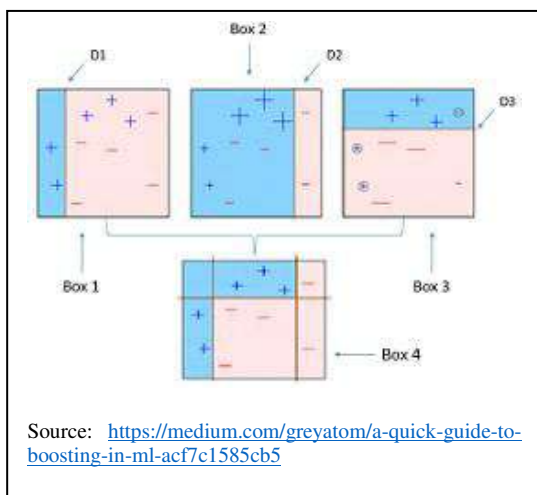 Box 2
D1
D2
D3
Box 1
Box 3
Box 4
Source: https://medium.com/greyatom/a-quick-guide-to-
boosting-in-ml-acf7c1585cb5